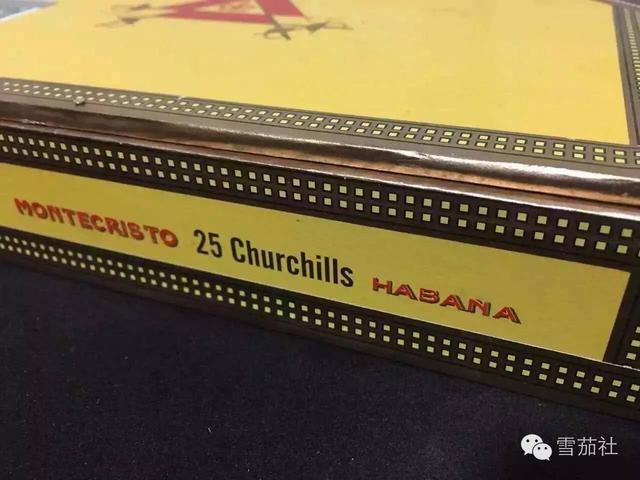 MONTECRISTO 25 Churchills HABANA
雪茄社